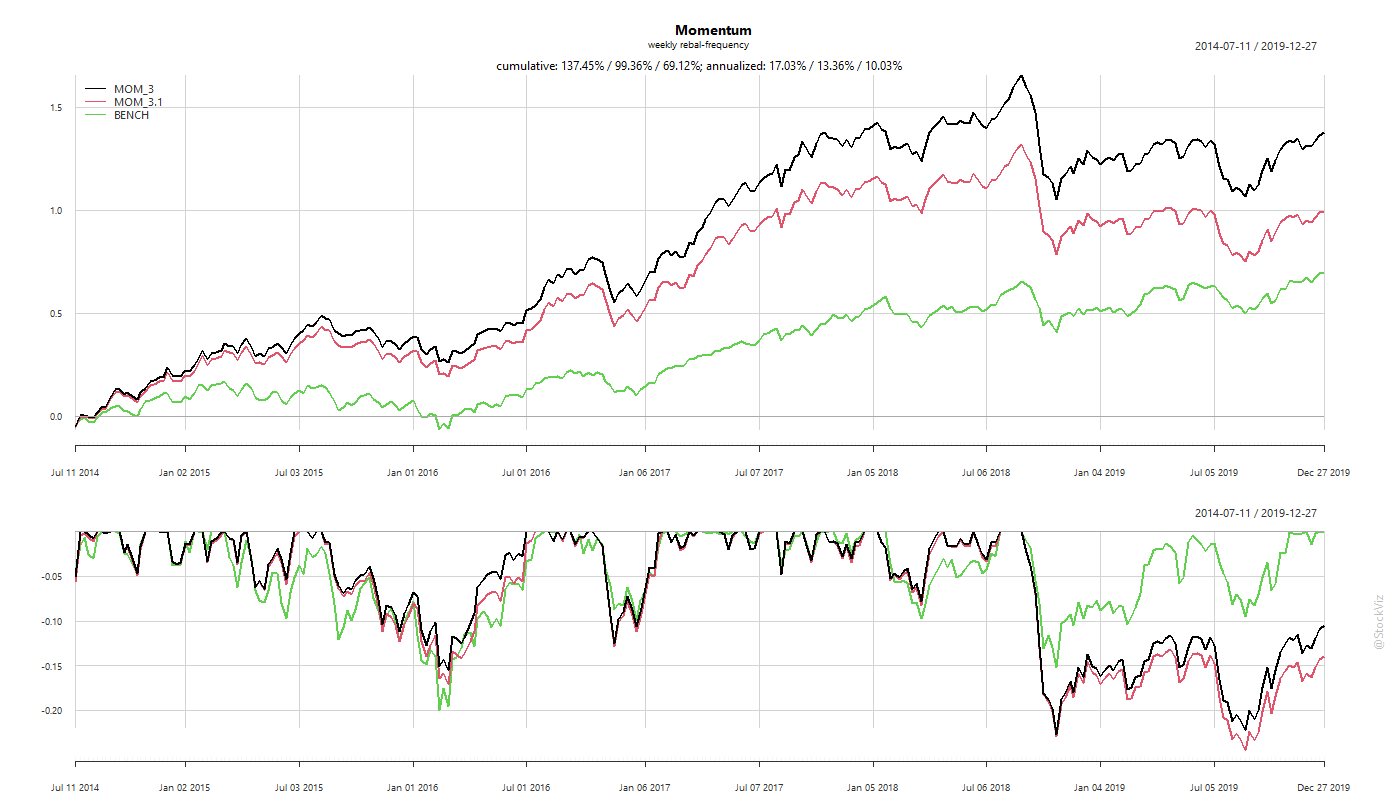 Momentum
weekly rebal-frequency
2014-07-11 / 2019-12-27
cumulative: 137.45% / 99.36% / 69.12%; annualized: 17.03% / 13.36% / 10.03%
MOM_3
MOM_3.1
BENCH
1.5
1.0
0.5
0.0
Jul 11 2014 Jan 02 2015 Jul 03 2015 Jan 01 2016 Jul 01 2016 Jan 06 2017 Jul 07 2017 Jan 05 2018 Jul 06 2018 Jan 04 2019 Jul 05 2019 Dec 27 2019
2014-07-11 / 2019-12-27
-0.05
-0.10
-0.15
-0.20
Jul 11 2014 Jan 02 2015 Jul 03 2015 Jan 01 2016 Jul 01 2016 Jan 06 2017 Jul 07 2017 Jan 05 2018 Jul 06 2018 Jan 04 2019 Jul 05 2019 Dec 27 2019
@StockViz